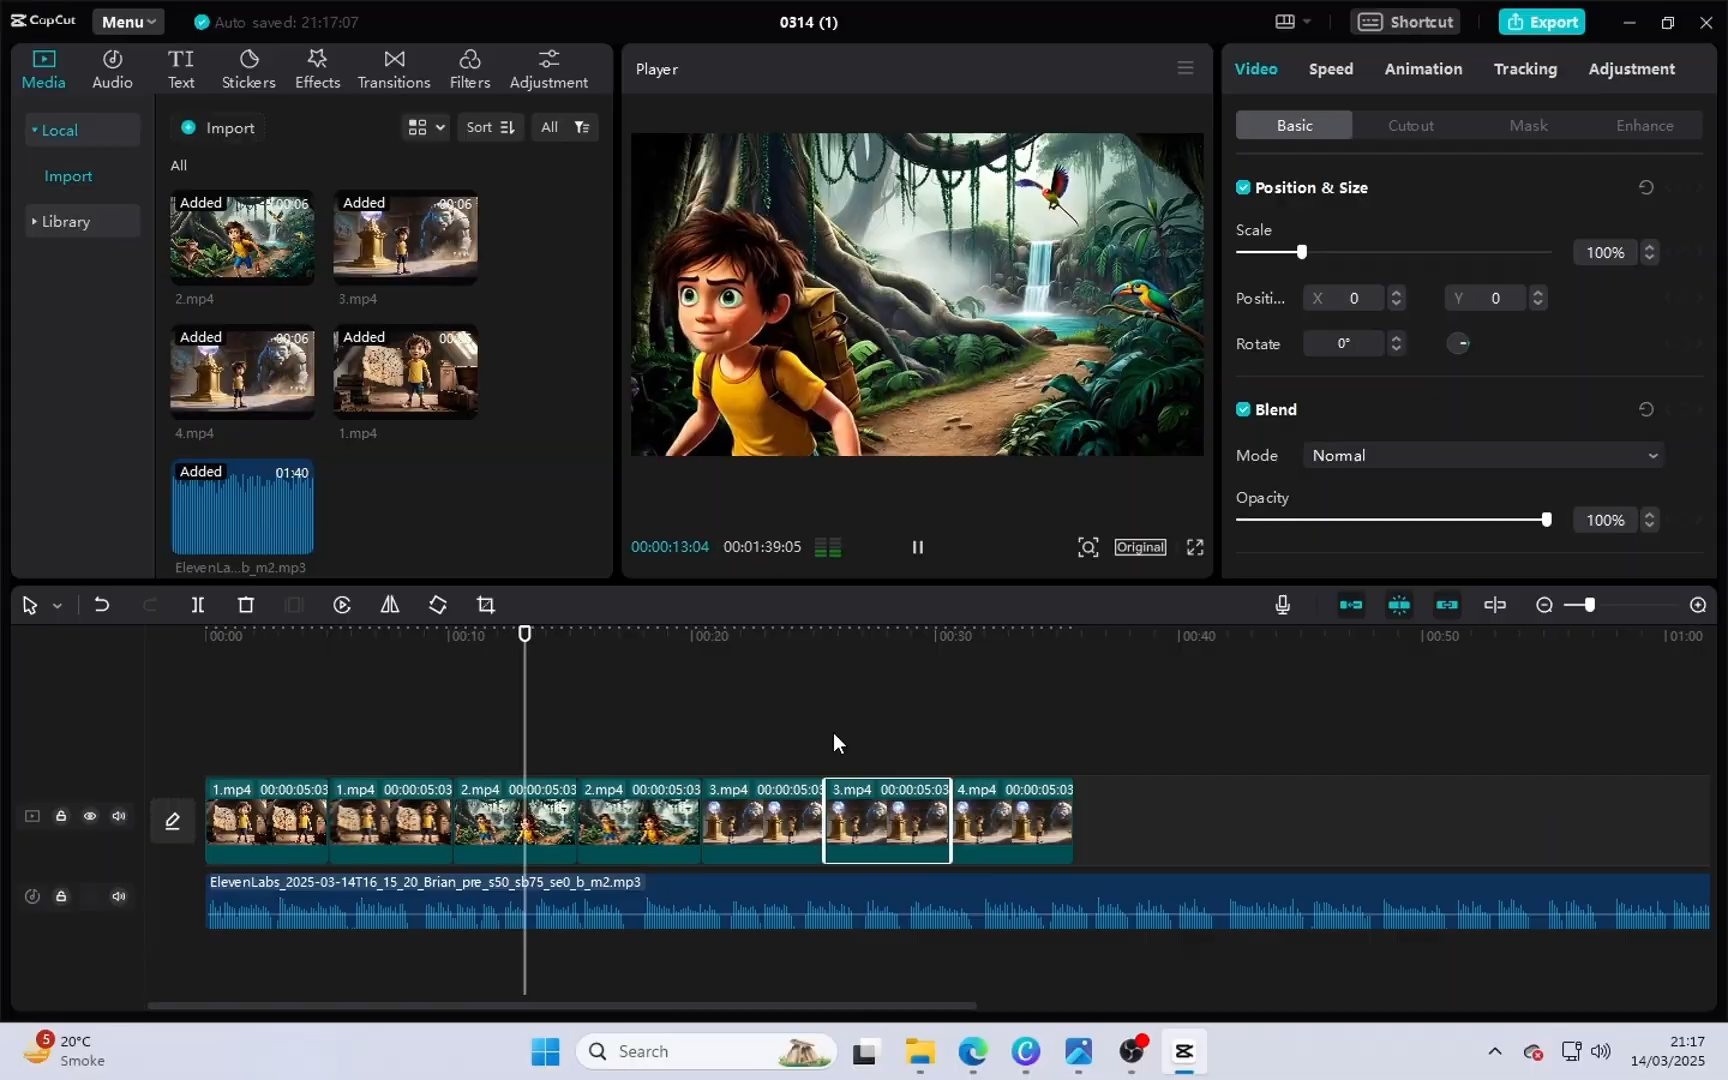 CapCut
Menu
Auto saved: 21:17:07
0314 (1)
Shortcut
Export
Media
Audio
TI
Text
Stickers
Effects
Transitions
Filters
Adjustment
Local
Import
Library
Import
Sort
All
All
Added
00:06
2.mp4
Added
00:06
3.mp4
Added
00:06
4.mp4
Added
1.mp4
Added
01:40
ElevenLa...b_m2.mp3
Player
00:00:13:04
00:01:39:05
Original
Video
Speed
Animation
Tracking
Adjustment
Basic
Cutout
Mask
Enhance
Position & Size
Scale
100%
Positi...
X 0
Y 0
Rotate
0°
Blend
Mode
Normal
Opacity
100%
00:00
00:10
00:20
00:30
00:40
00:50
01:00
1.mp4 00:00:05:03
1.mp4 00:00:05:03
2.mp4 00:00:05:03
2.mp4 00:00:05:03
3.mp4 00:00:05:03
3.mp4 00:00:05:03
4.mp4 00:00:05:03
ElevenLabs_2025-03-14T16_15_20_Brian_pre_s50_sb75_se0_b_m2.mp3
5
20°C
Smoke
Search
21:17
14/03/2025